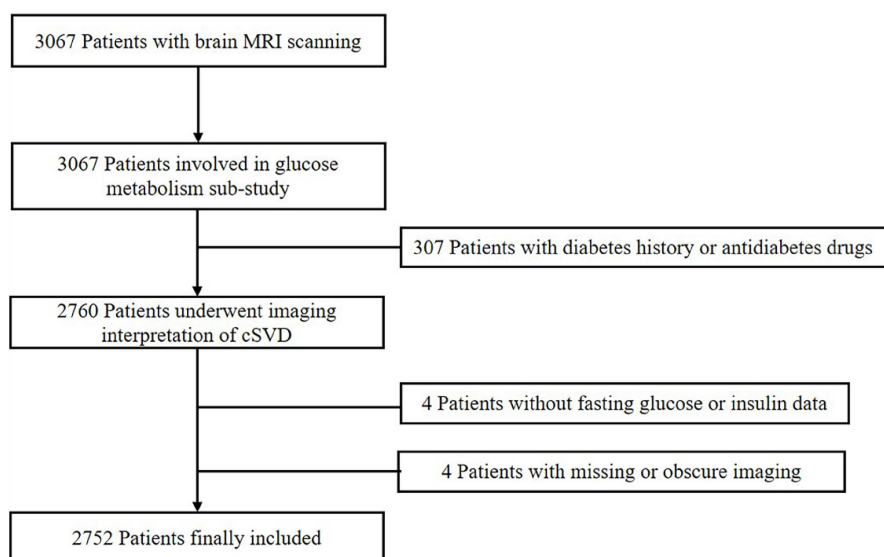 3067 Patients with brain MRI scanning
3067 Patients involved in glucose
metabolism sub-study
307 Patients with diabetes history or antidiabetes drugs
2760 Patients underwent imaging
interpretation of cSVD
4 Patients without fasting glucose or insulin data
4 Patients with missing or obscure imaging
2752 Patients finally included